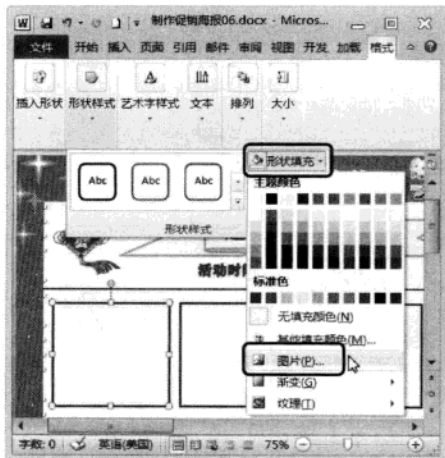 制作促销海报06.docx - Micros...
文件 开始 插入 页面 引用 邮件 审阅 视图 开发 加载 格式
插入形状 形状样式 艺术字样式 文本 排列 大小
形状填充
Abc Abc Abc
主题颜色
形状样式
活动时
标准色
无填充颜色(N)
其他填充颜色(M)...
图片(P)...
渐变(G)
纹理(T)
字数: 0 英语(美国) 75%